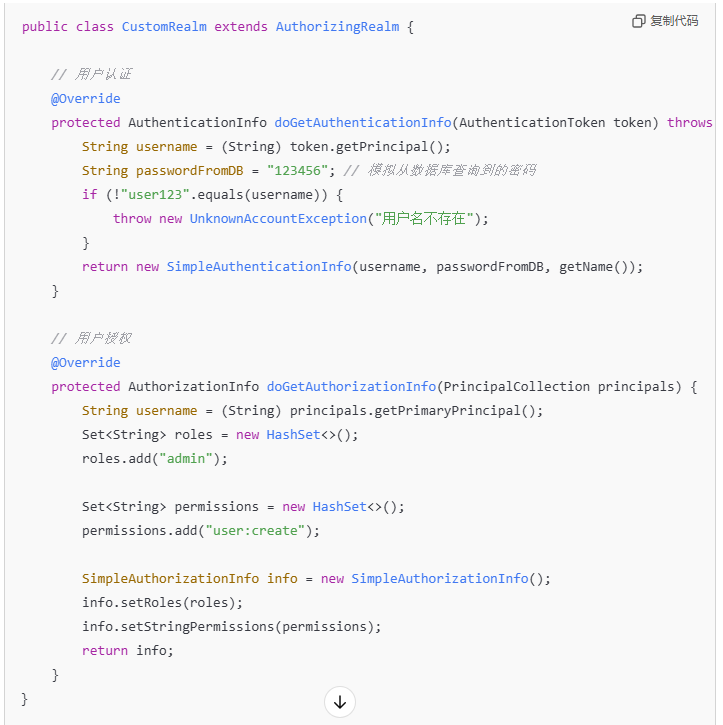 public class CustomRealm extends AuthorizingRealm {
复制代码
    // 用户认证
    @Override
    protected AuthenticationInfo doGetAuthenticationInfo(AuthenticationToken token) throws
        String username = (String) token.getPrincipal();
        String passwordFromDB = "123456"; // 模拟从数据库查询到的密码
        if (!"user123".equals(username)) {
            throw new UnknownAccountException("用户名不存在");
        }
        return new SimpleAuthenticationInfo(username, passwordFromDB, getName());
    }
    // 用户授权
    @Override
    protected AuthorizationInfo doGetAuthorizationInfo(PrincipalCollection principals) {
        String username = (String) principals.getPrimaryPrincipal();
        Set<String> roles = new HashSet<>();
        roles.add("admin");
        Set<String> permissions = new HashSet<>();
        permissions.add("user:create");
        SimpleAuthorizationInfo info = new SimpleAuthorizationInfo();
        info.setRoles(roles);
        info.setStringPermissions(permissions);
        return info;
    }
}